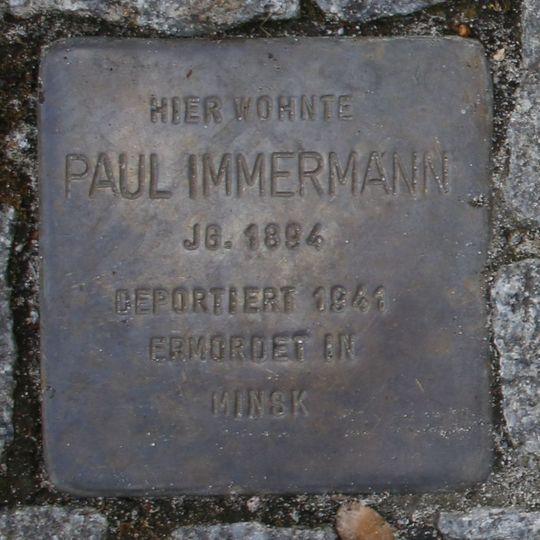 HIER WOHNTE
PAUL IMMERMANN
JG. 1894
DEPORTIERT 1941
ERMORDET IN
MINSK